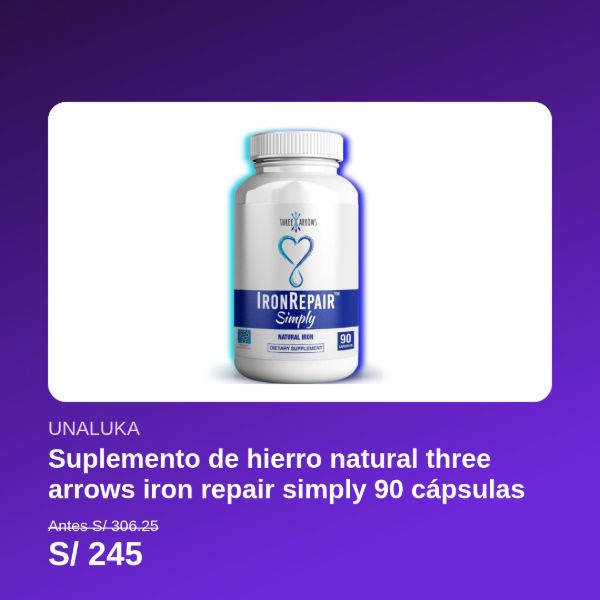 THREE ARROWS
IRONREPAIR™
Simply
NATURAL IRON
DIETARY SUPPLEMENT
90
UNALUKA
Suplemento de hierro natural three
arrows iron repair simply 90 cápsulas
Antes S/ 306.25
S/ 245